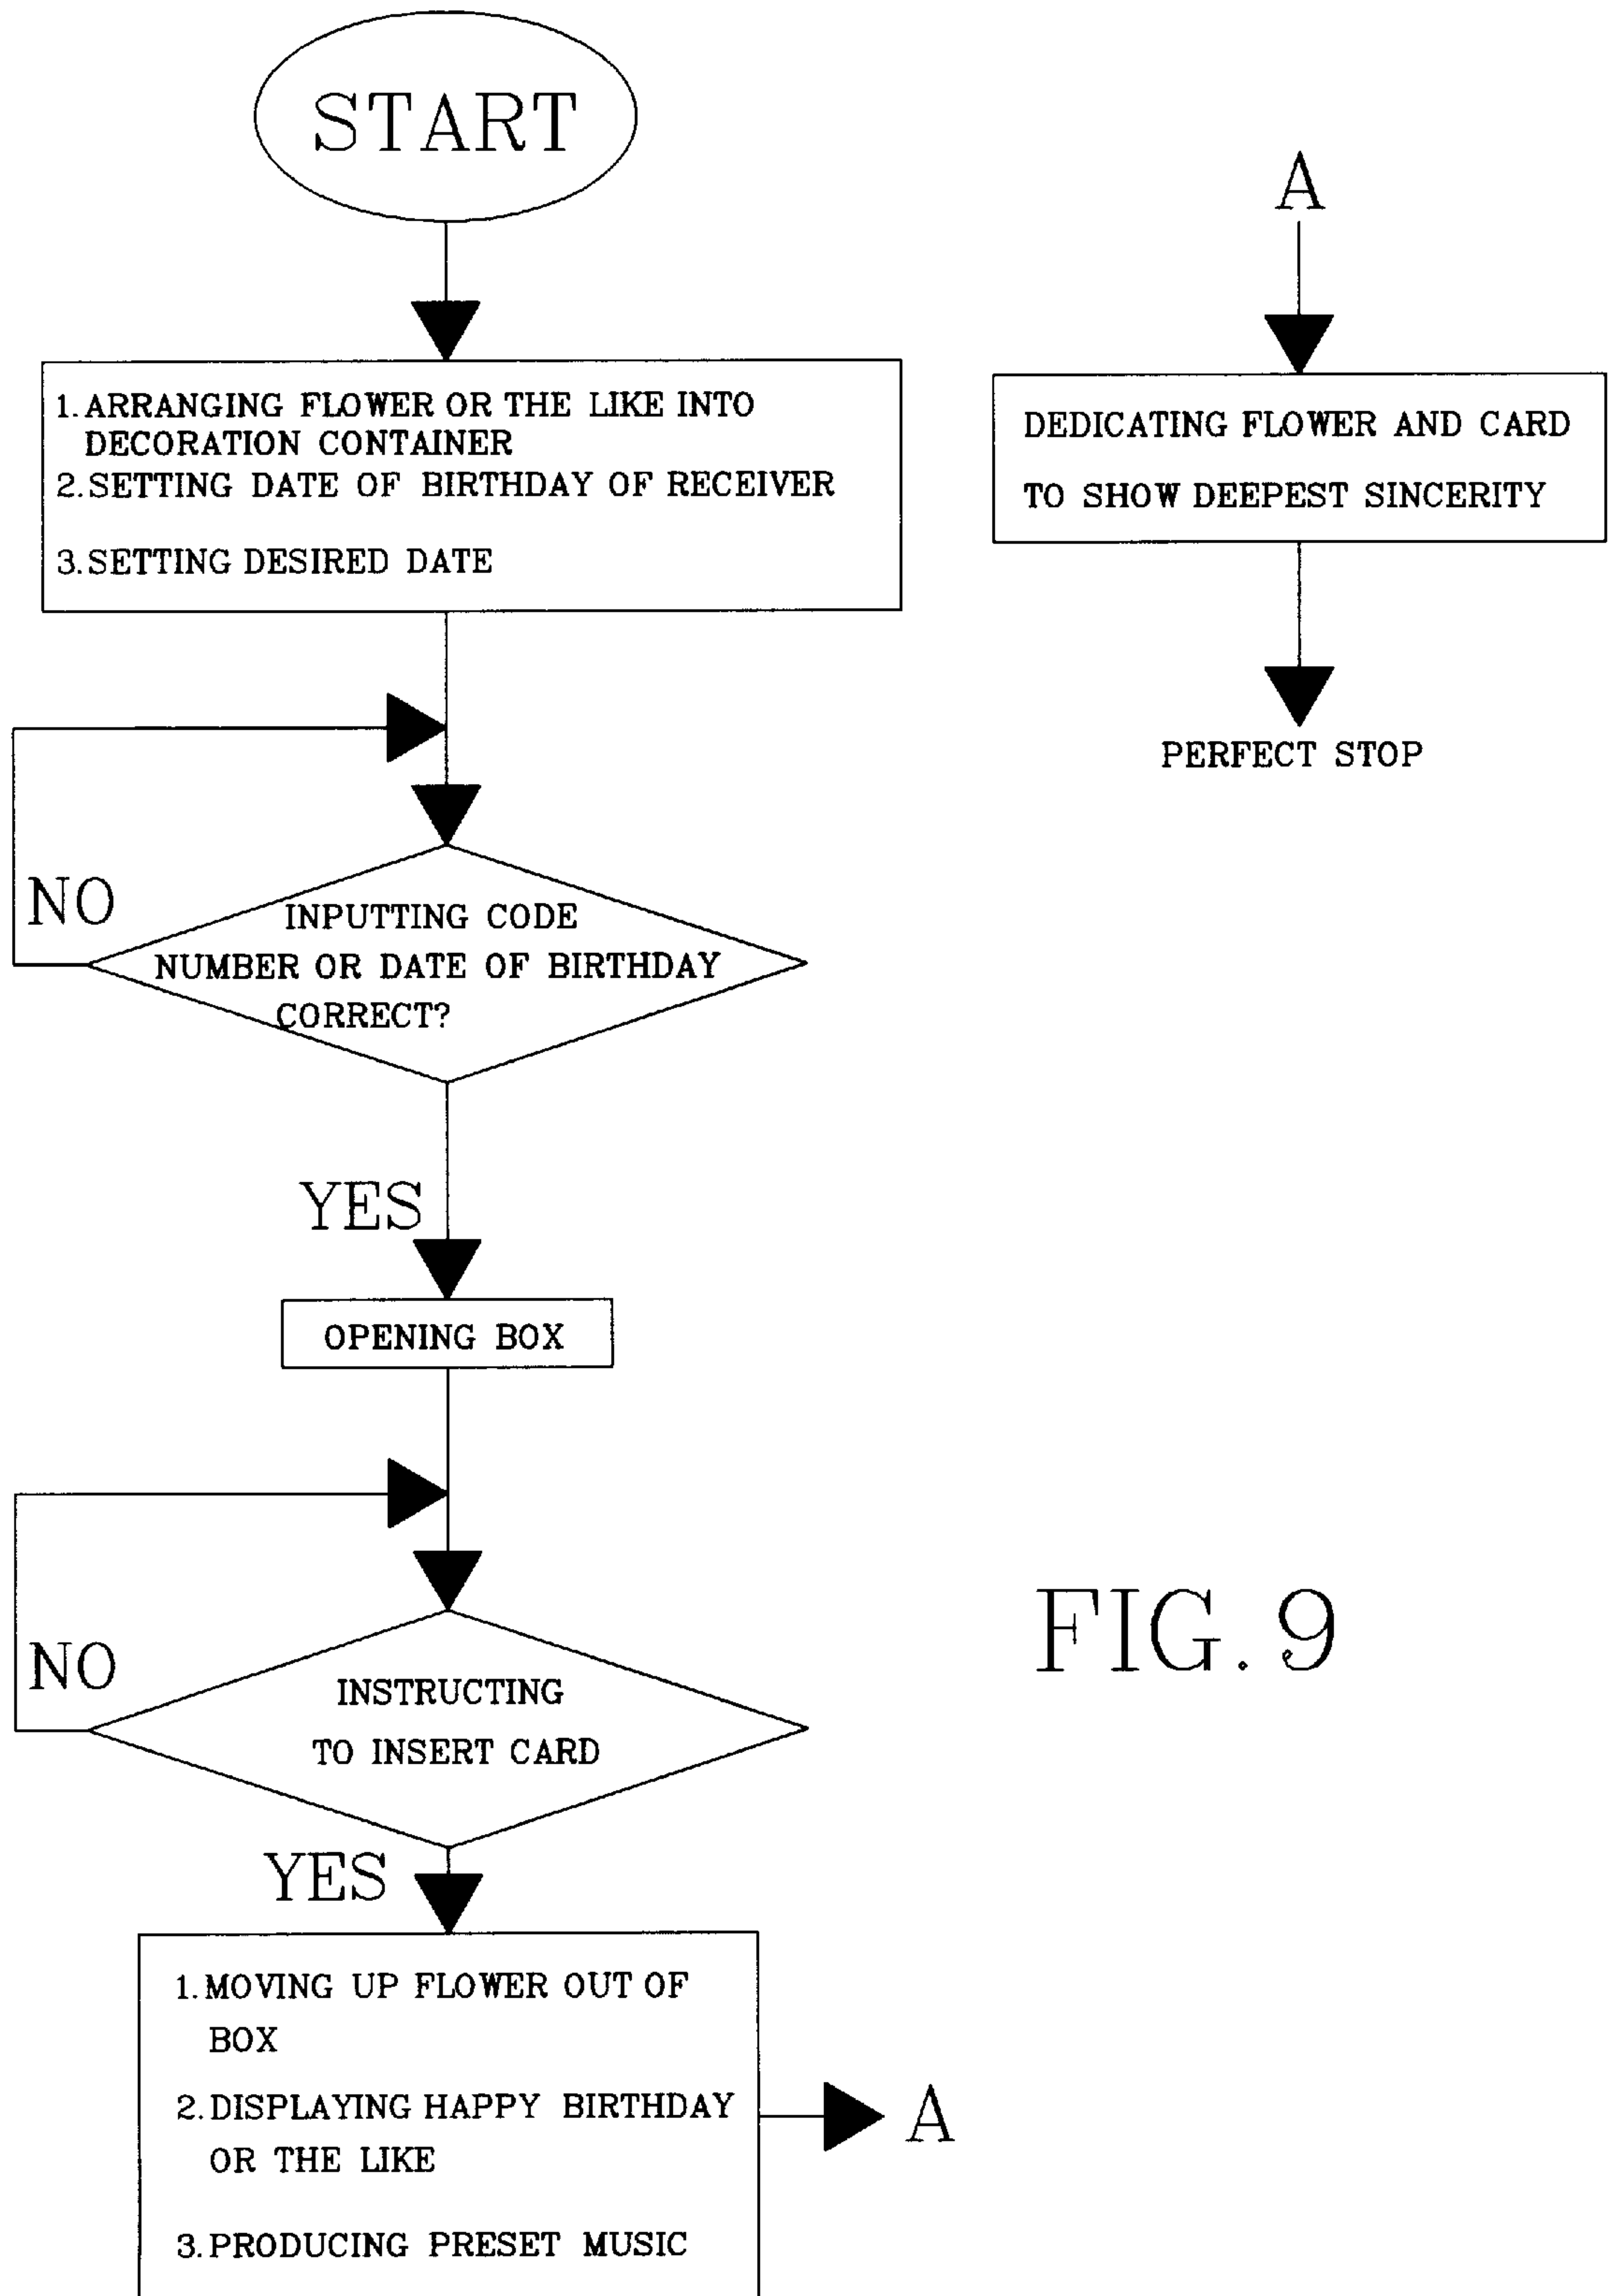 START
1. ARRANGING FLOWER OR THE LIKE INTO
DECORATION CONTAINER
2. SETTING DATE OF BIRTHDAY OF RECEIVER
3. SETTING DESIRED DATE
NO
INPUTTING CODE
NUMBER OR DATE OF BIRTHDAY
CORRECT?
YES
OPENING BOX
NO
INSTRUCTING
TO INSERT CARD
YES
1. MOVING UP FLOWER OUT OF
BOX
2. DISPLAYING HAPPY BIRTHDAY
OR THE LIKE
3. PRODUCING PRESET MUSIC
A
A
DEDICATING FLOWER AND CARD
TO SHOW DEEPEST SINCERITY
PERFECT STOP
FIG. 9